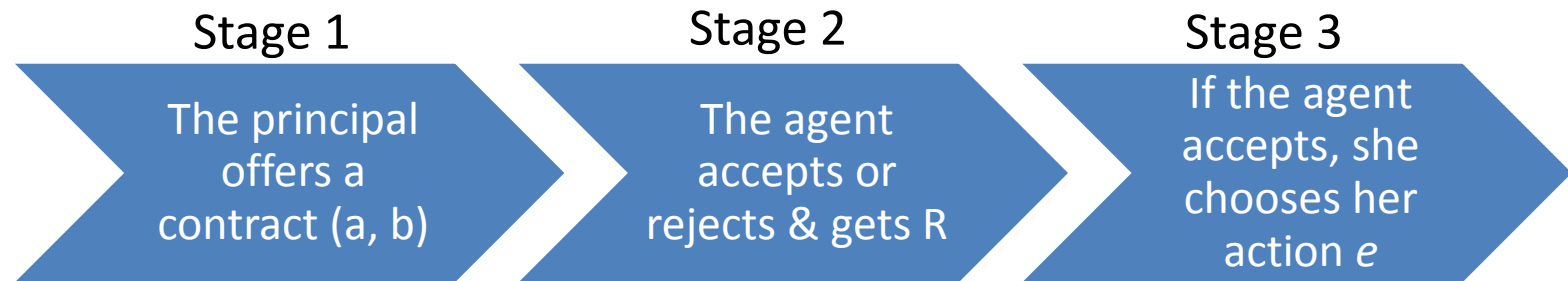 Stage 1
The principal
offers a
contract (a, b)
Stage 2
The agent
accepts or
rejects & gets R
Stage 3
If the agent
accepts, she
chooses her
action e